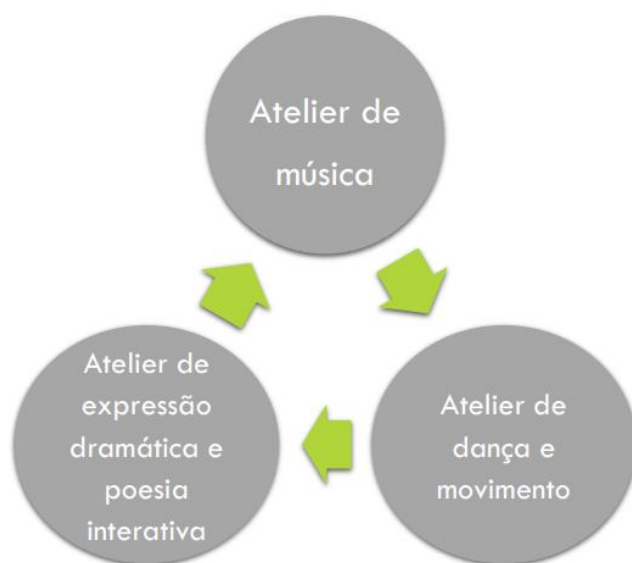 Atelier de
música
Atelier de
expressão
dramática e
poesia
interativa
Atelier de
dança e
movimento